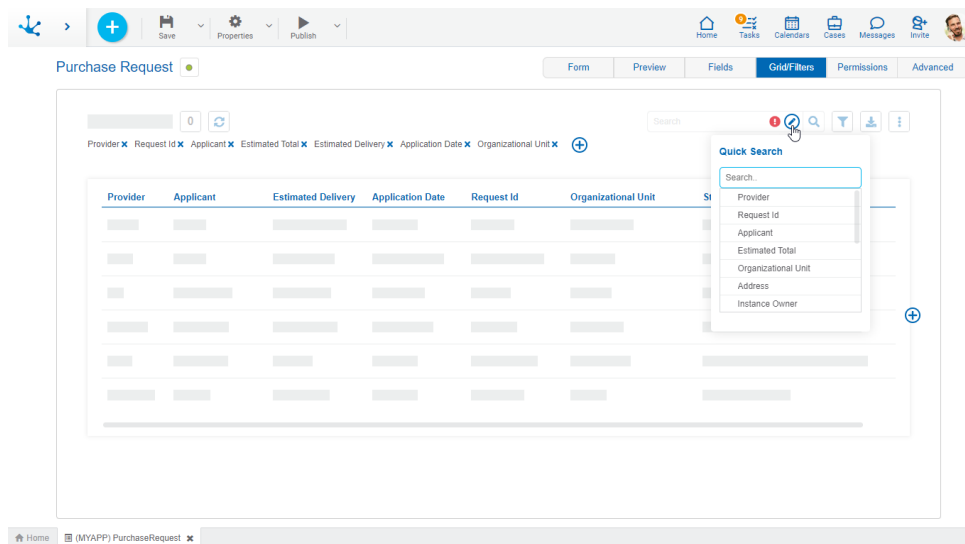 Save
Properties
Publish
Home
9
Tasks
Calendars
Cases
Messages
Invite
Purchase Request
Form
Preview
Fields
Grid/Filters
Permissions
Advanced
0
Search
Provider Request Id Applicant Estimated Total Estimated Delivery Application Date Organizational Unit
Quick Search
Search..
Provider
Request Id
Applicant
Estimated Total
Organizational Unit
Address
Instance Owner
Provider Applicant Estimated Delivery Application Date Request Id Organizational Unit St
Home
(MYAPP) PurchaseRequest